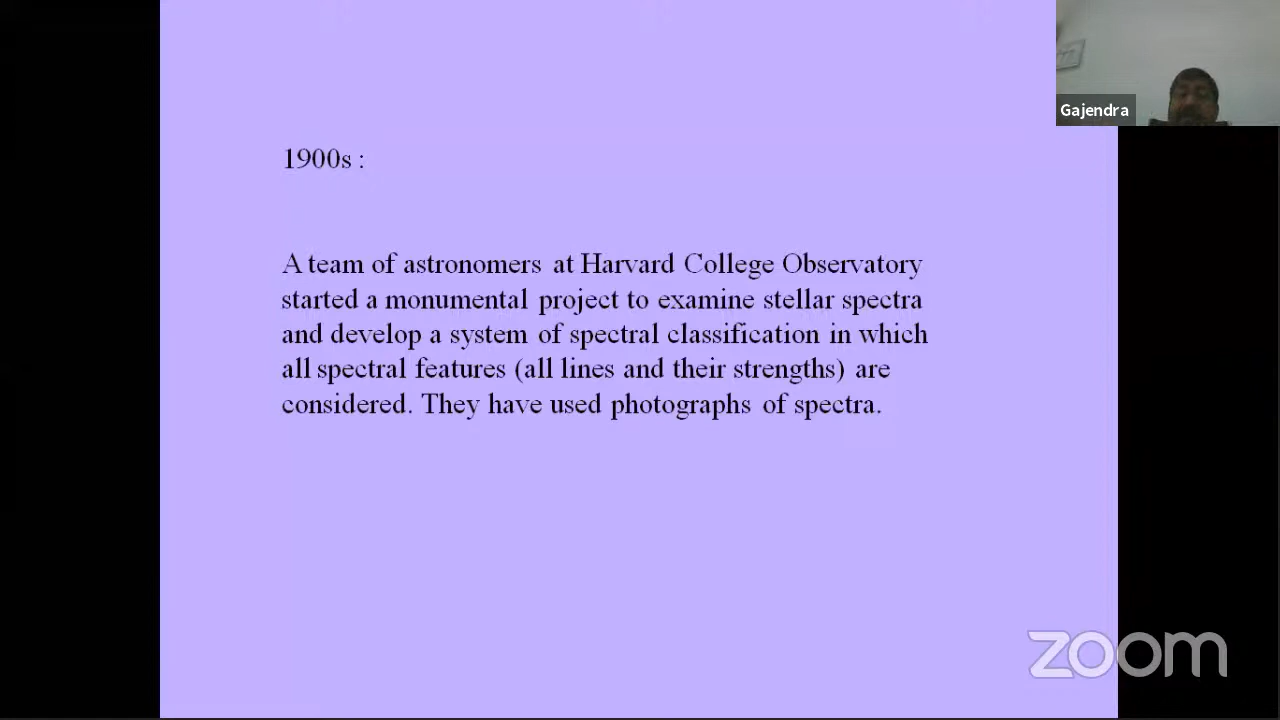 Gajendra
1900s :
A team of astronomers at Harvard College Observatory
started a monumental project to examine stellar spectra
and develop a system of spectral classification in which
all spectral features (all lines and their strengths) are
considered. They have used photographs of spectra.
zoom